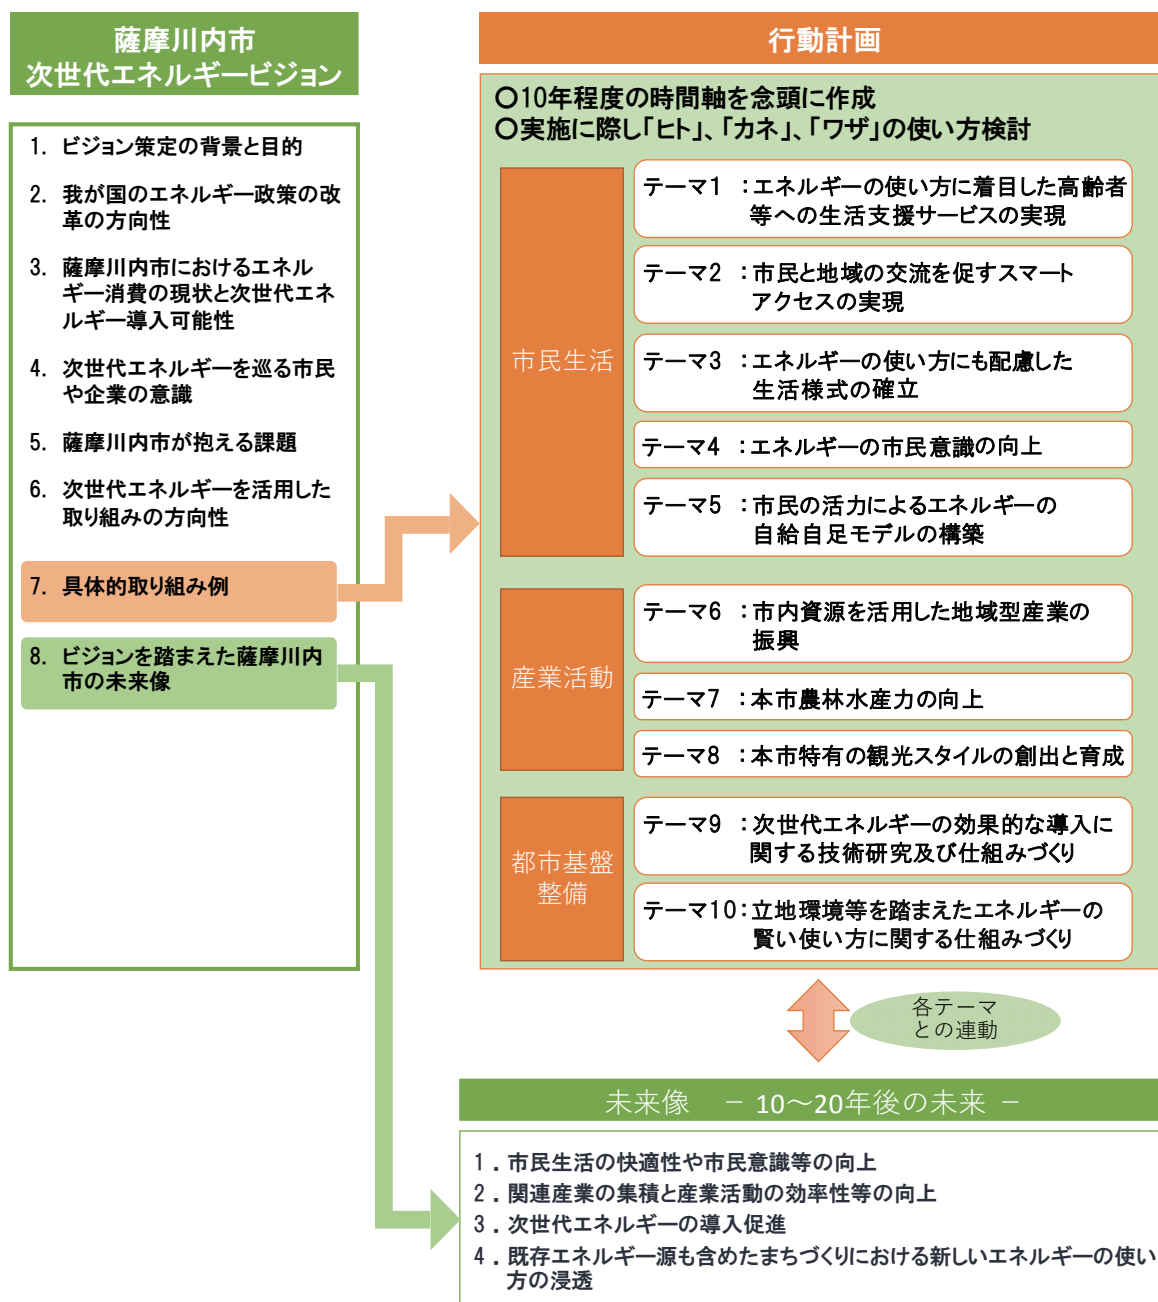 薩摩川内市
次世代エネルギービジョン
1. ビジョン策定の背景と目的
2. 我が国のエネルギー政策の改
革の方向性
3. 薩摩川内市におけるエネル
ギー消費の現状と次世代エネ
ルギー導入可能性
4. 次世代エネルギーを巡る市民
や企業の意識
5. 薩摩川内市が抱える課題
6. 次世代エネルギーを活用した
取り組みの方向性
7. 具体的取り組み例
8. ビジョンを踏まえた薩摩川内
市の未来像
行動計画
○10年程度の時間軸を念頭に作成
○実施に際し「ヒト」、「カネ」、「ワザ」の使い方検討
市民生活
テーマ1 :エネルギーの使い方に着目した高齢者
等への生活支援サービスの実現
テーマ2 :市民と地域の交流を促すスマート
アクセスの実現
テーマ3 :エネルギーの使い方にも配慮した
生活様式の確立
テーマ4 :エネルギーの市民意識の向上
テーマ5 :市民の活力によるエネルギーの
自給自足モデルの構築
産業活動
テーマ6 :市内資源を活用した地域型産業の
振興
テーマ7 :本市農林水産力の向上
テーマ8 :本市特有の観光スタイルの創出と育成
都市基盤
整備
テーマ9 :次世代エネルギーの効果的な導入に
関する技術研究及び仕組みづくり
テーマ10:立地環境等を踏まえたエネルギーの
賢い使い方に関する仕組みづくり
各テーマ
との連動
未来像 － 10～20年後の未来 －
1．市民生活の快適性や市民意識等の向上
2．関連産業の集積と産業活動の効率性等の向上
3．次世代エネルギーの導入促進
4．既存エネルギー源も含めたまちづくりにおける新しいエネルギーの使い
方の浸透